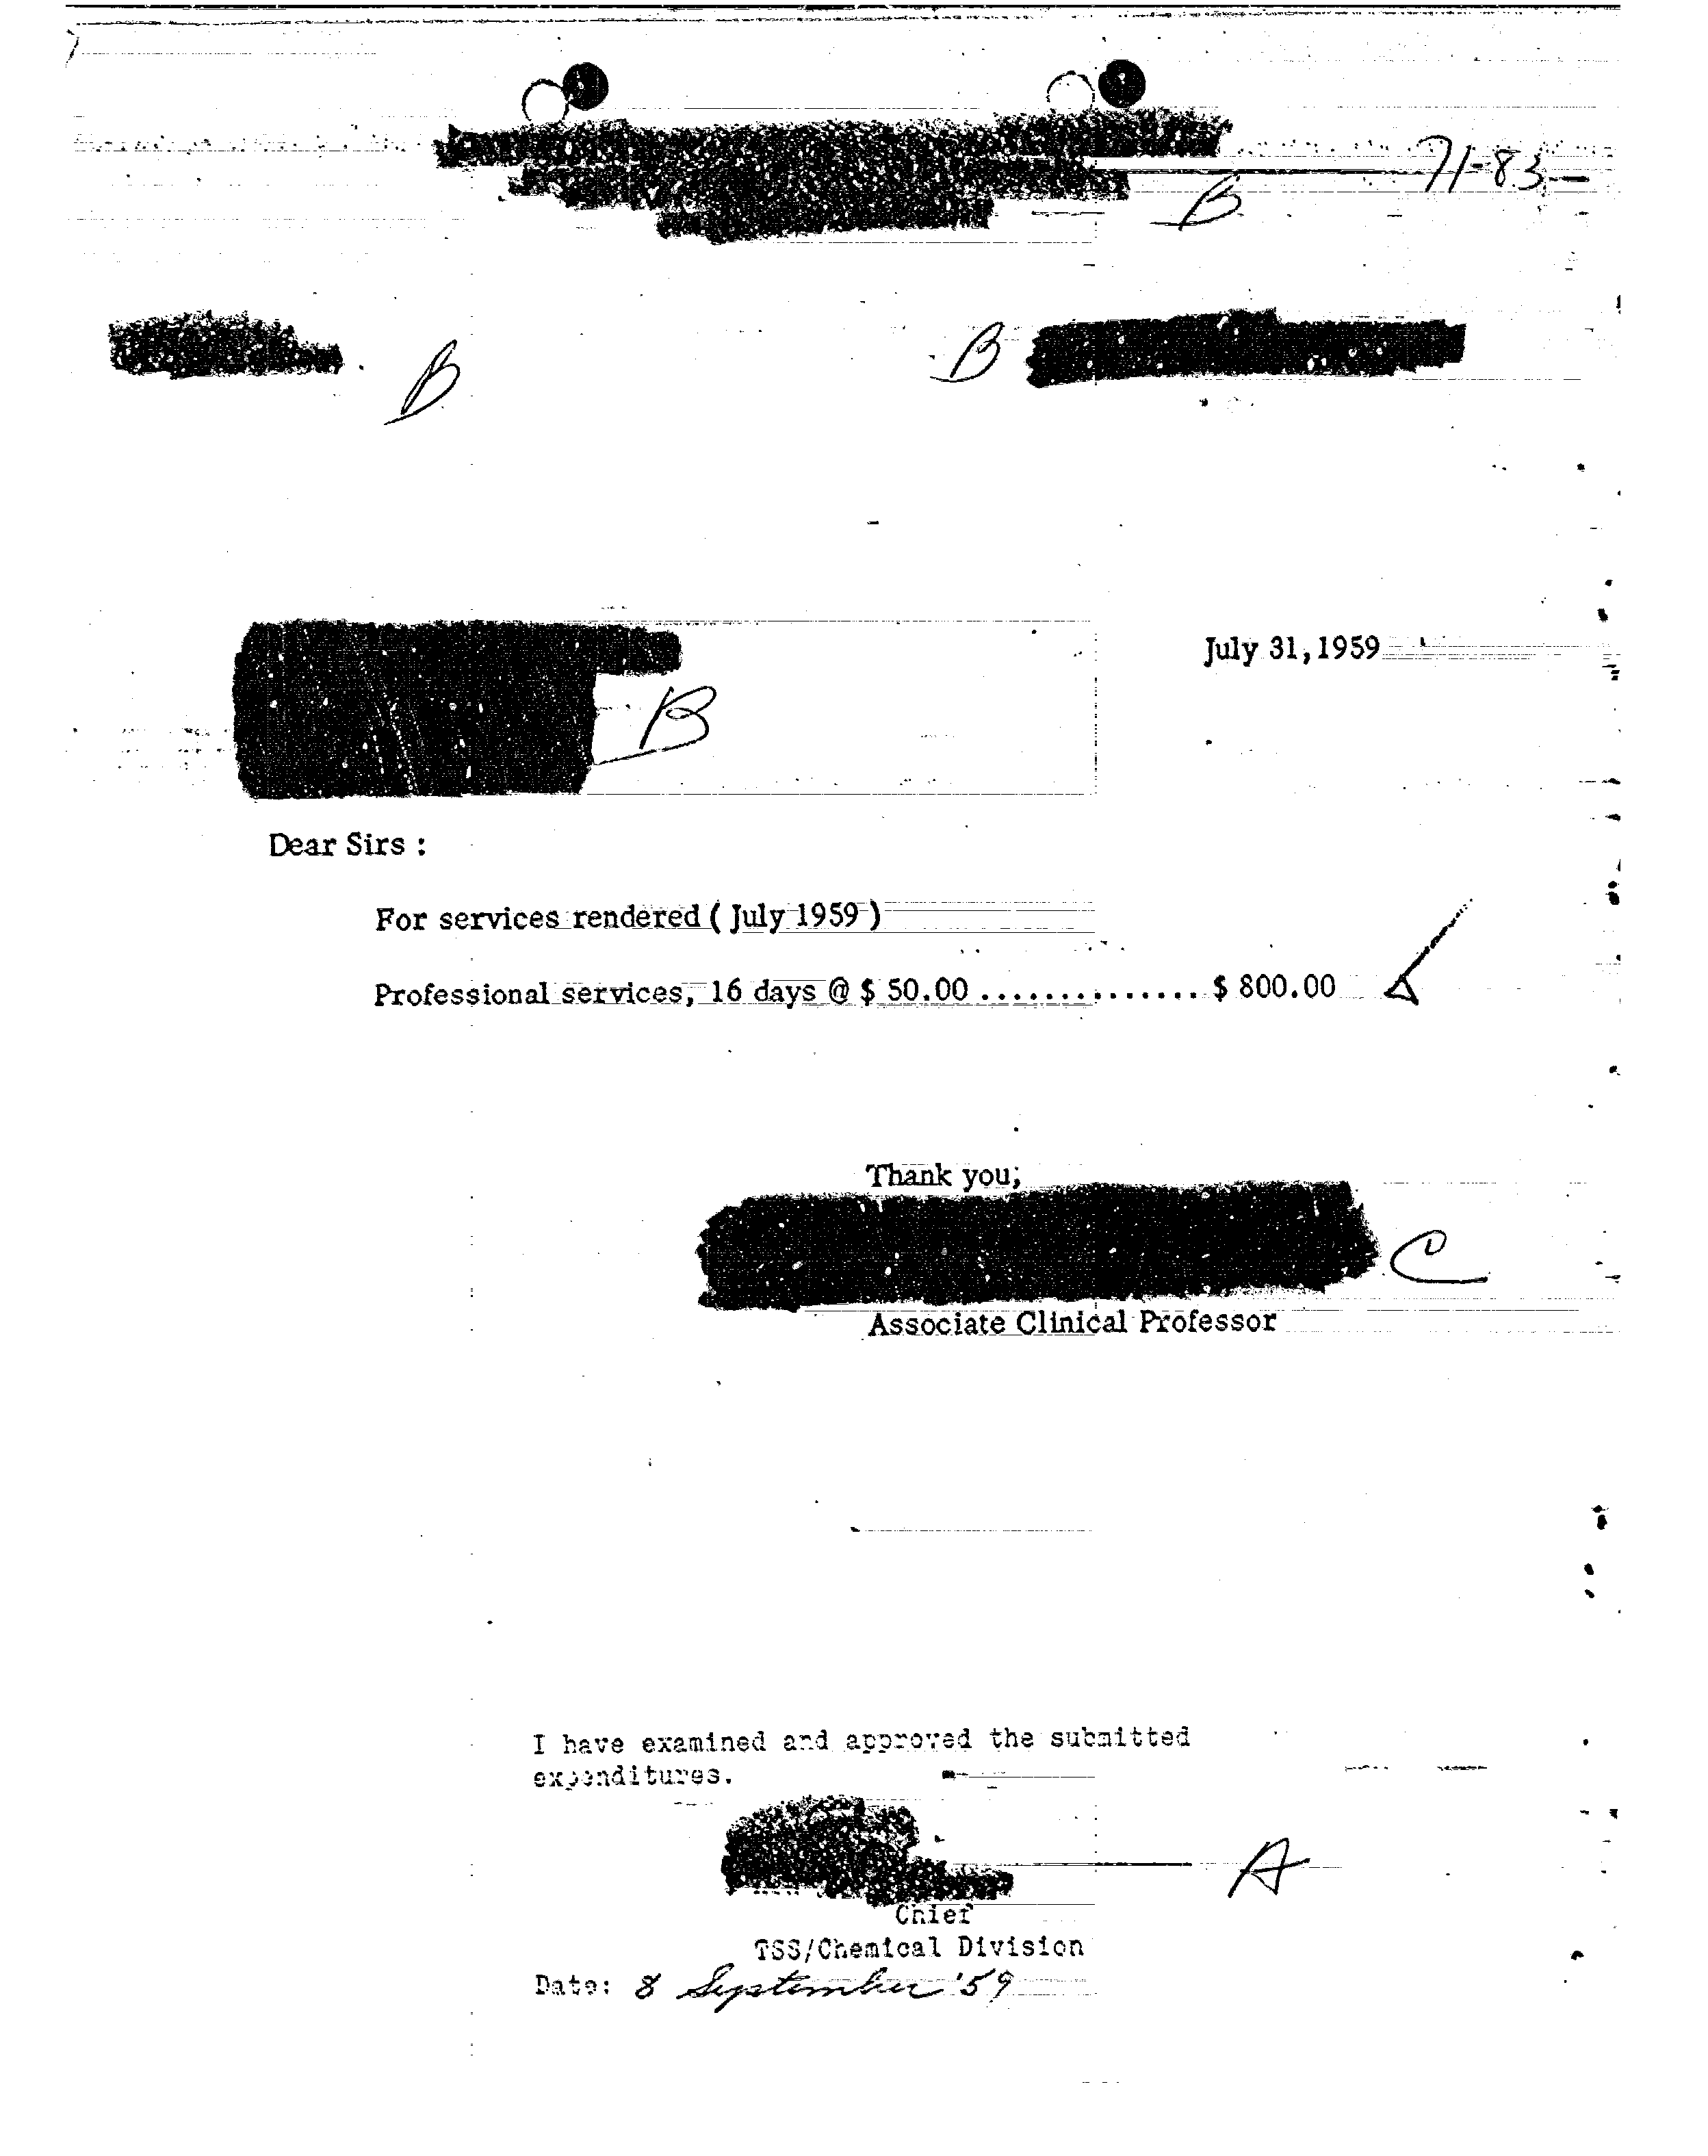 71-83
B
B
B
July 31, 1959
B
Dear Sirs :
For services rendered ( July 1959 )
Professional services, 16 days @ $ 50.00 .............. $ 800.00
Thank you;
C
Associate Clinical Professor
I have examined and approved the submitted
expenditures.
A
Chief
TSS/Chemical Division
Date: 8 September '59